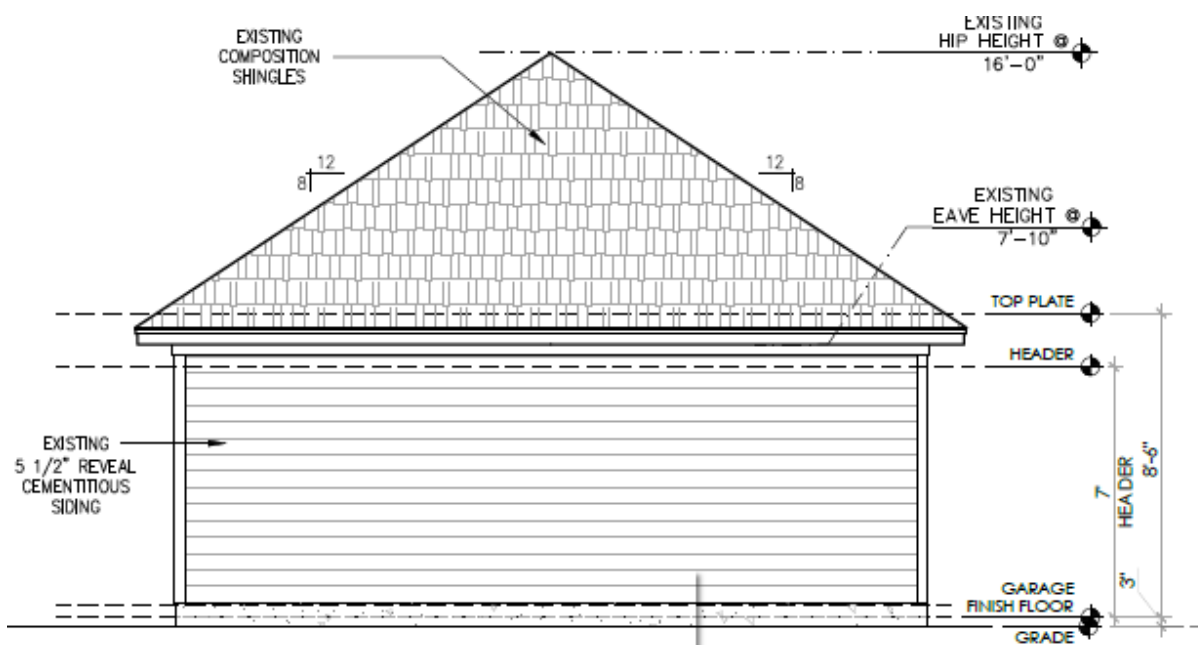 EXISTING
HIP HEIGHT @
16'-0"
EXISTING
COMPOSITION
SHINGLES
12
8
12
8
EXISTING
EAVE HEIGHT @
7'-10"
TOP PLATE
HEADER
EXISTING
5 1/2" REVEAL
CEMENTITIOUS
SIDING
7'
HEADER
8'-6"
3"
GARAGE
FINISH FLOOR
GRADE